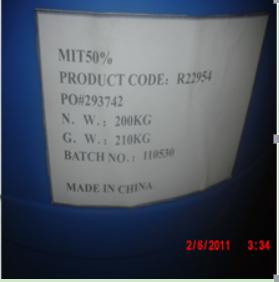 MIT50%
PRODUCT CODE: R22954
PO#293742
N. W.: 200KG
G. W.: 210KG
BATCH NO.: 110530
MADE IN CHINA
2/6/2011 3:34